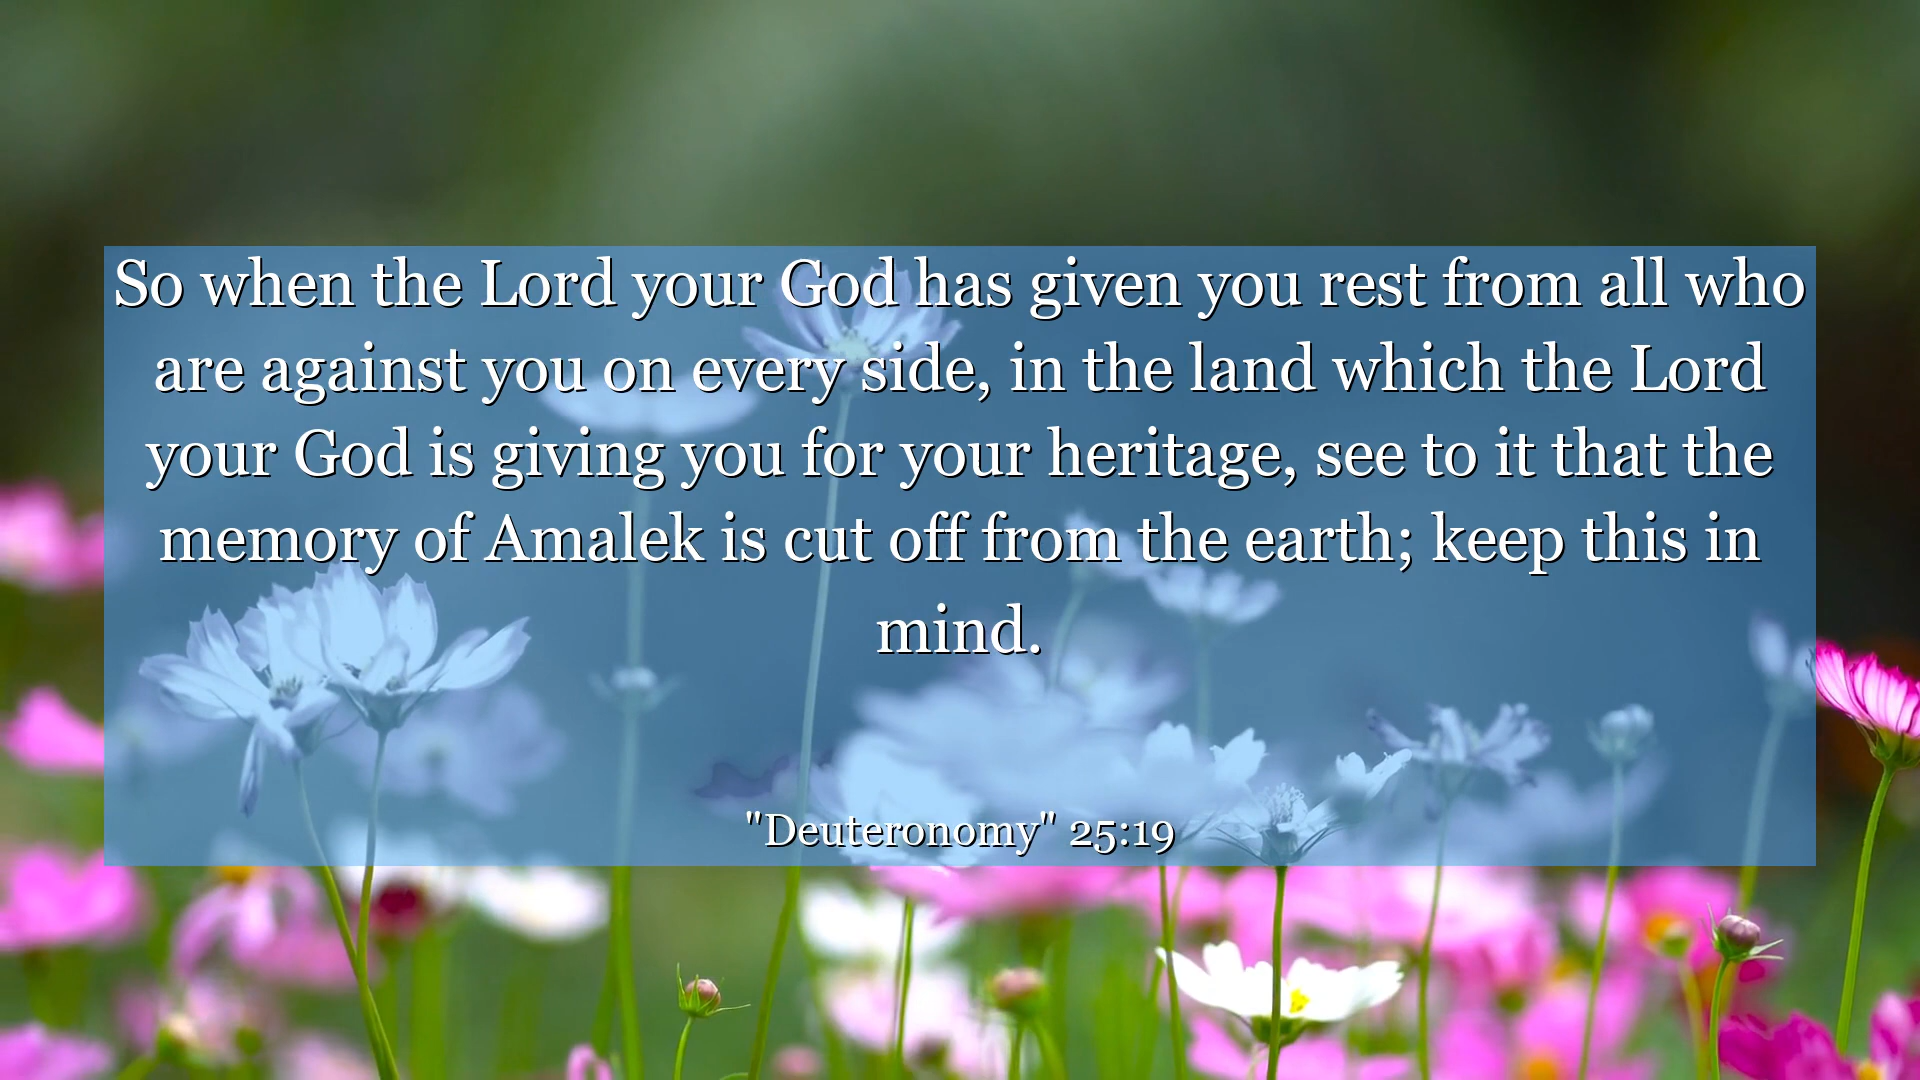 So when the Lord your God has given you rest from all who
are against you on every side, in the land which the Lord
your God is giving you for your heritage, see to it that the
memory of Amalek is cut off from the earth; keep this in
mind.
"Deuteronomy" 25:19